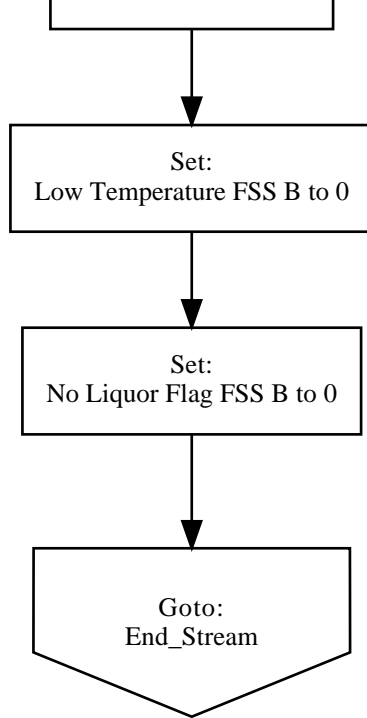 Set:
Low Temperature FSS B to 0
Set:
No Liquor Flag FSS B to 0
Goto:
End_Stream